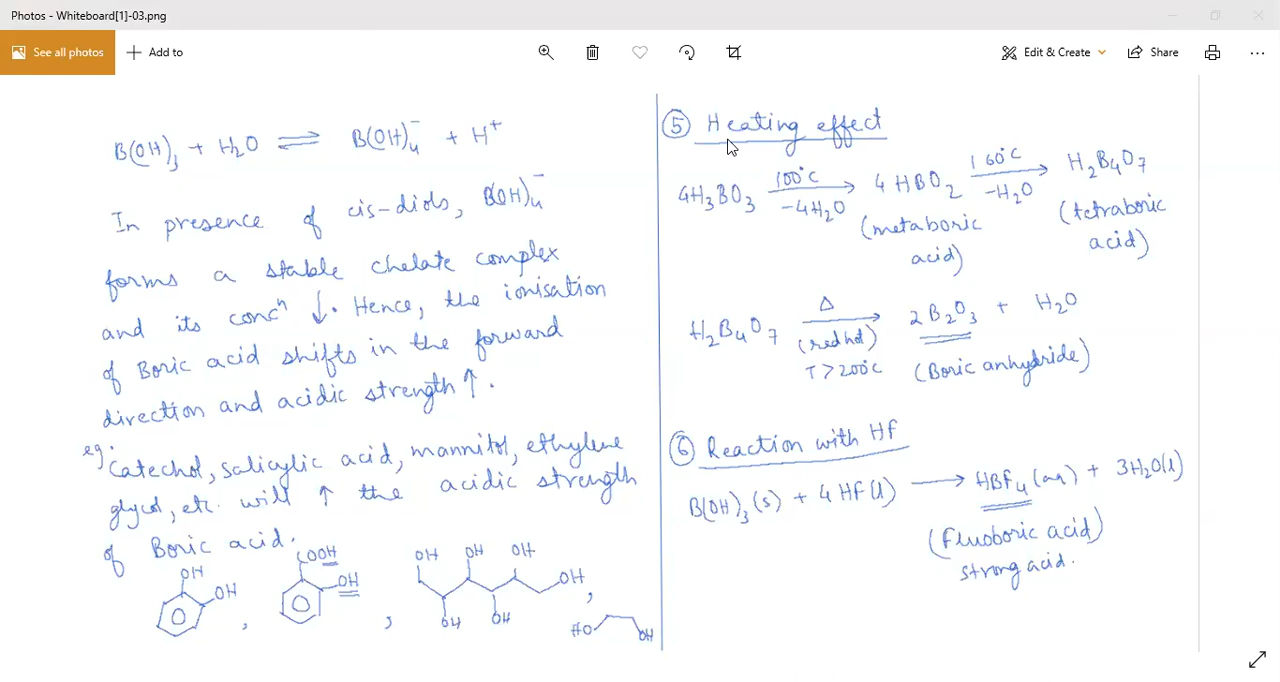 Photos - Whiteboard[1]-03.png
See all photos
Add to
Edit & Create
Share
B(OH)₃ + H₂O ⇌ B(OH)₄⁻ + H⁺
In presence of cis-diols, B(OH)₄⁻
forms a stable chelate complex
and its concⁿ ↓. Hence, the ionisation
of Boric acid shifts in the forward
direction and acidic strength ↑.
eg:
Catechol, salicylic acid, mannitol, ethylene
glycol, etc. will ↑ the acidic strength
of Boric acid.
COOH OH OH OH
OH OH OH
OH ,
, , OH OH
HO OH
⑤ Heating effect
4H₃BO₃ 100°C → -4H₂O 4HBO₂ 160°C → -H₂O H₂B₄O₇
(metaboric acid) (tetraboric acid)
H₂B₄O₇ Δ → (red hot) T > 200°C 2B₂O₃ + H₂O
(Boric anhydride)
⑥ Reaction with Hf
B(OH)₃(s) + 4Hf(l) → HBf₄(aq) + 3H₂O(l)
(fluoboric acid)
strong acid.